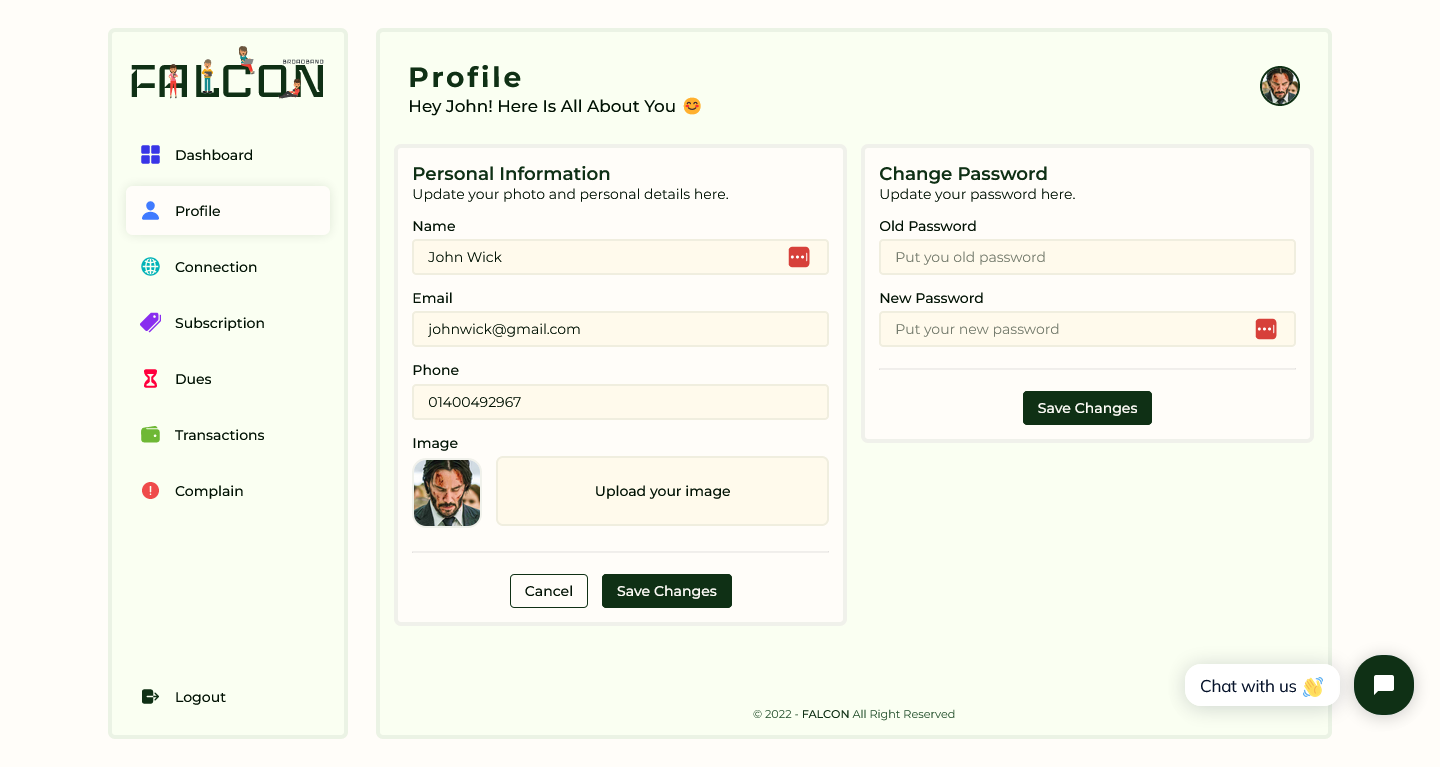 FALCON
BROADBAND
Dashboard
Profile
Connection
Subscription
Dues
Transactions
Complain
Logout
Profile
Hey John! Here Is All About You 😊
Personal Information
Update your photo and personal details here.
Name
John Wick
Email
johnwick@gmail.com
Phone
01400492967
Image
Upload your image
Cancel
Save Changes
Change Password
Update your password here.
Old Password
Put you old password
New Password
Put your new password
Save Changes
Chat with us 👋
© 2022 - FALCON All Right Reserved